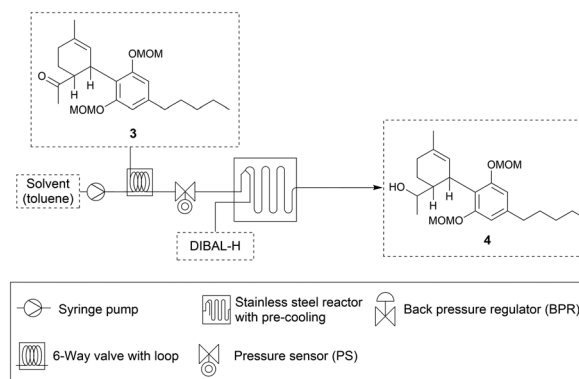 OMOM
O
H
H
MOMO
3
Solvent
(toluene)
DIBAL-H
OMOM
HO
H
H
MOMO
4
Syringe pump
Stainless steel reactor
with pre-cooling
Back pressure regulator (BPR)
6-Way valve with loop
Pressure sensor (PS)